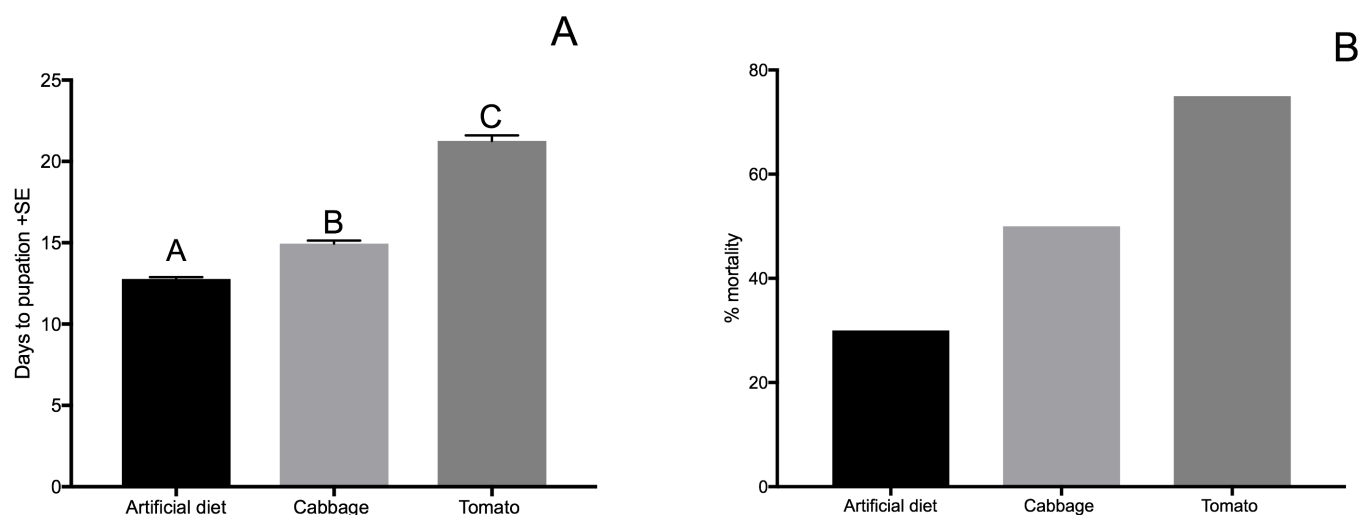 A
25
20
15
10
5
0
Days to pupation +SE
A
B
C
Artificial diet
Cabbage
Tomato
B
80
60
40
20
0
% mortality
Artificial diet
Cabbage
Tomato